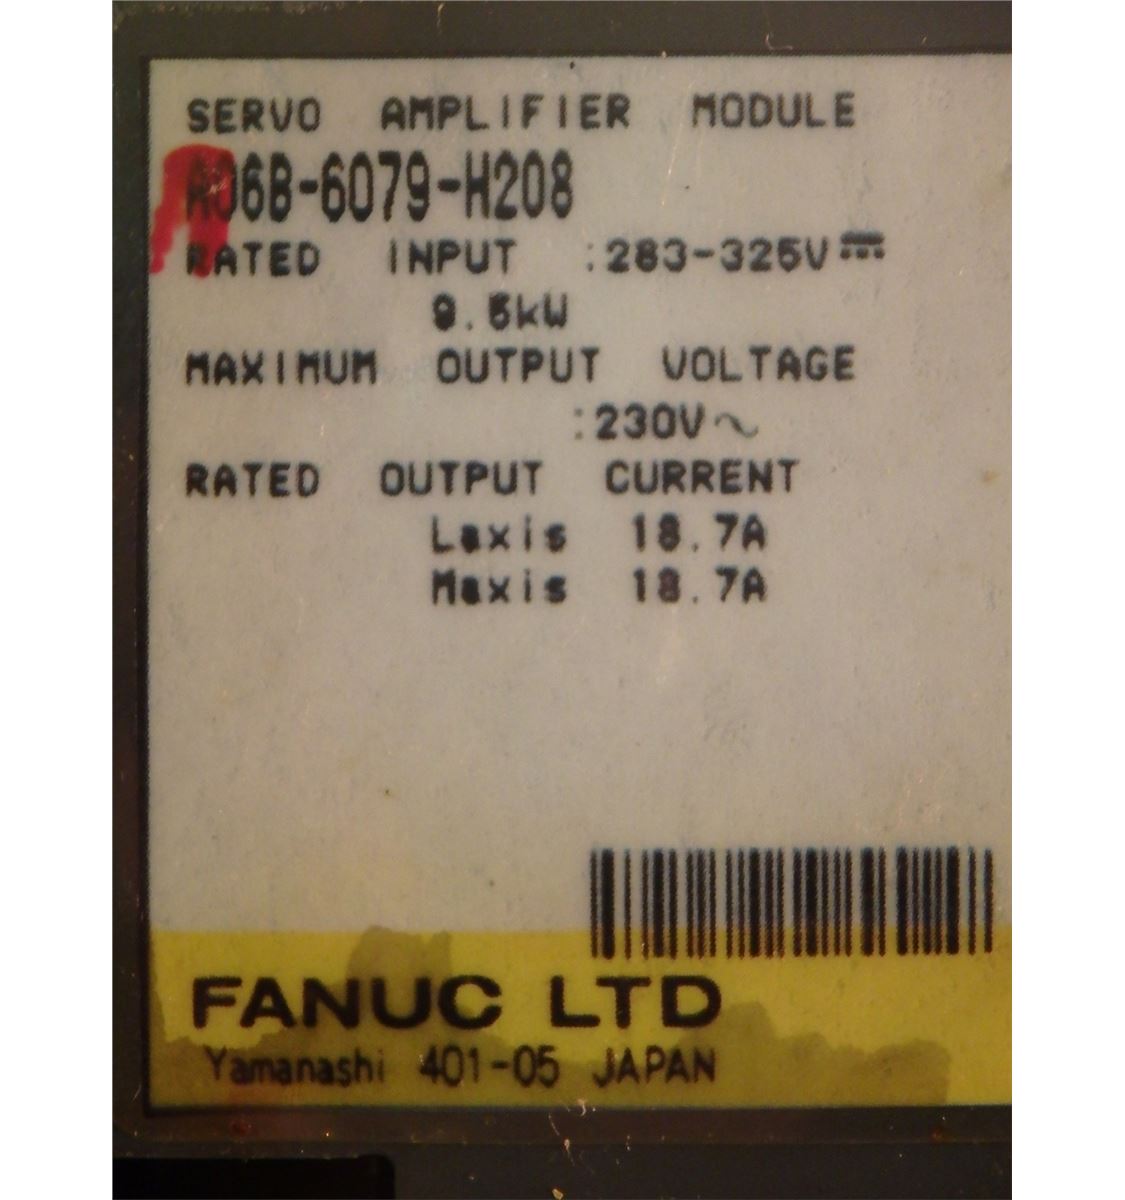 SERVO AMPLIFIER MODULE
A06B-6079-H208
RATED INPUT :283-325V⎓
9.5kW
MAXIMUM OUTPUT VOLTAGE
:230V~
RATED OUTPUT CURRENT
Laxis 18.7A
Maxis 18.7A
FANUC LTD
Yamanashi 401-05 JAPAN